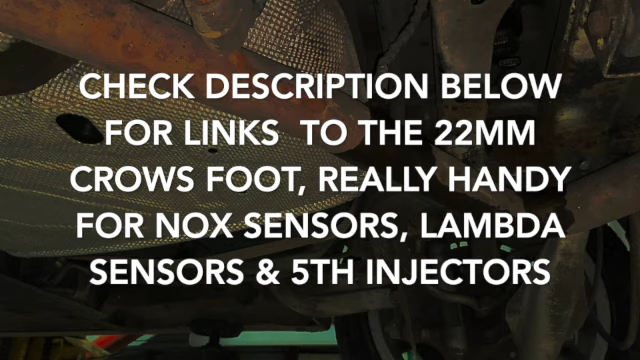 CHECK DESCRIPTION BELOW
FOR LINKS  TO THE 22MM
CROWS FOOT, REALLY HANDY
FOR NOX SENSORS, LAMBDA
SENSORS & 5TH INJECTORS